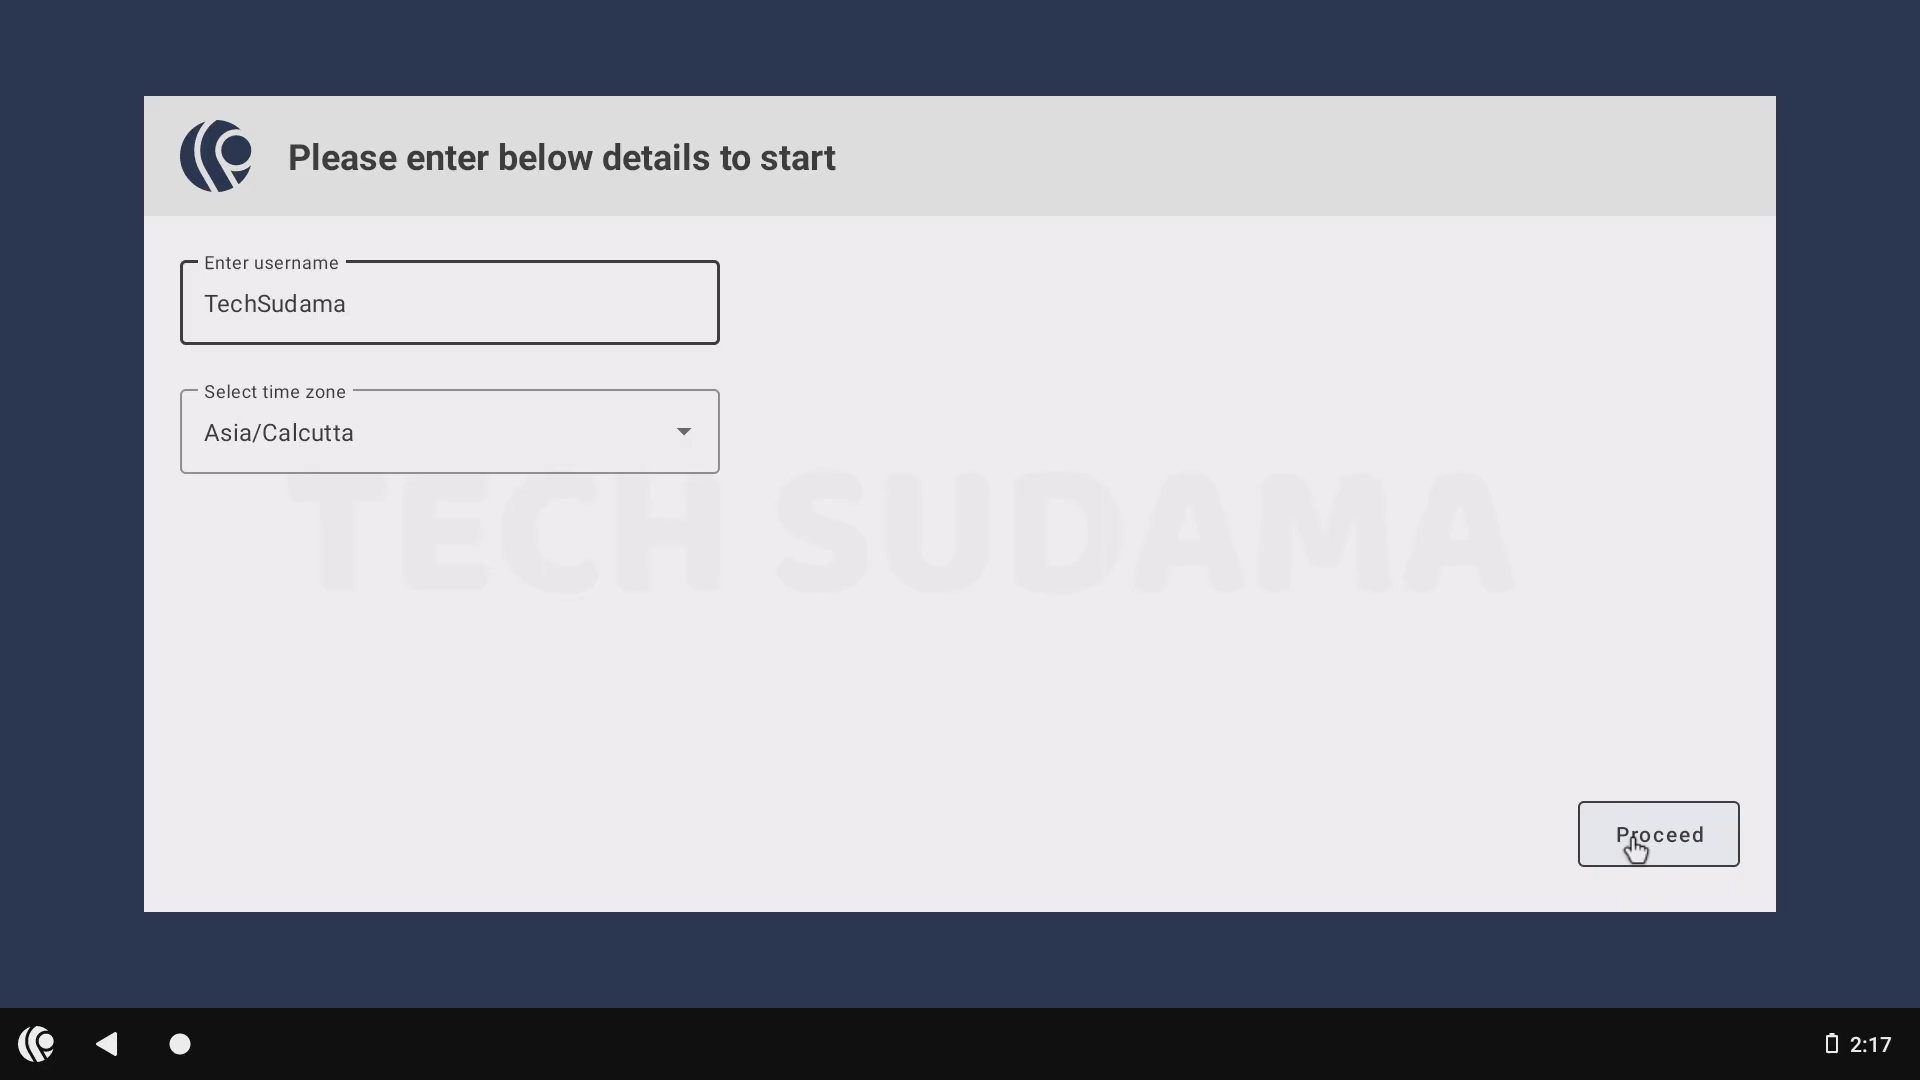 Please enter below details to start
Enter username
TechSudama
Select time zone
Asia/Calcutta
TECH SUDAMA
Proceed
2:17